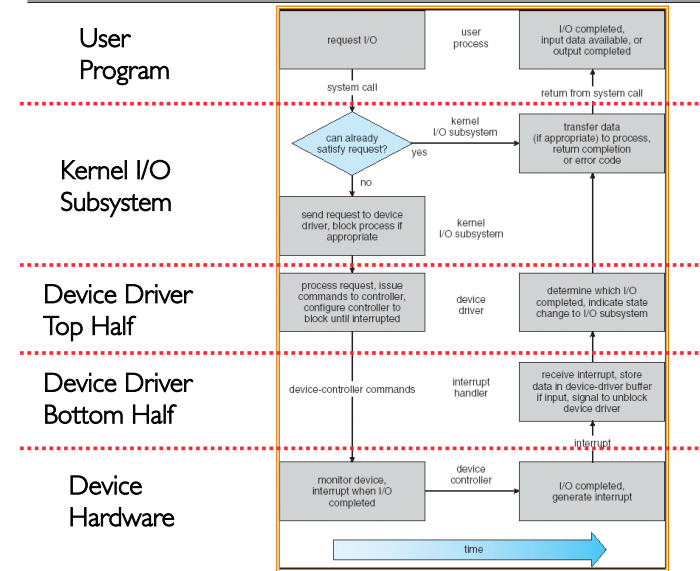 User
Program
request I/O
user
process
I/O completed,
input data available, or
output completed
system call
return from system call
Kernel I/O
Subsystem
can already
satisfy request?
yes
no
kernel
I/O subsystem
transfer data
(if appropriate) to process,
return completion
or error code
send request to device
driver, block process if
appropriate
kernel
I/O subsystem
Device Driver
Top Half
process request, issue
commands to controller,
configure controller to
block until interrupted
device
driver
determine which I/O
completed, indicate state
change to I/O subsystem
Device Driver
Bottom Half
device-controller commands
interrupt
handler
receive interrupt, store
data in device-driver buffer
if input, signal to unblock
device driver
interrupt
Device
Hardware
monitor device,
interrupt when I/O
completed
device
controller
I/O completed,
generate interrupt
time